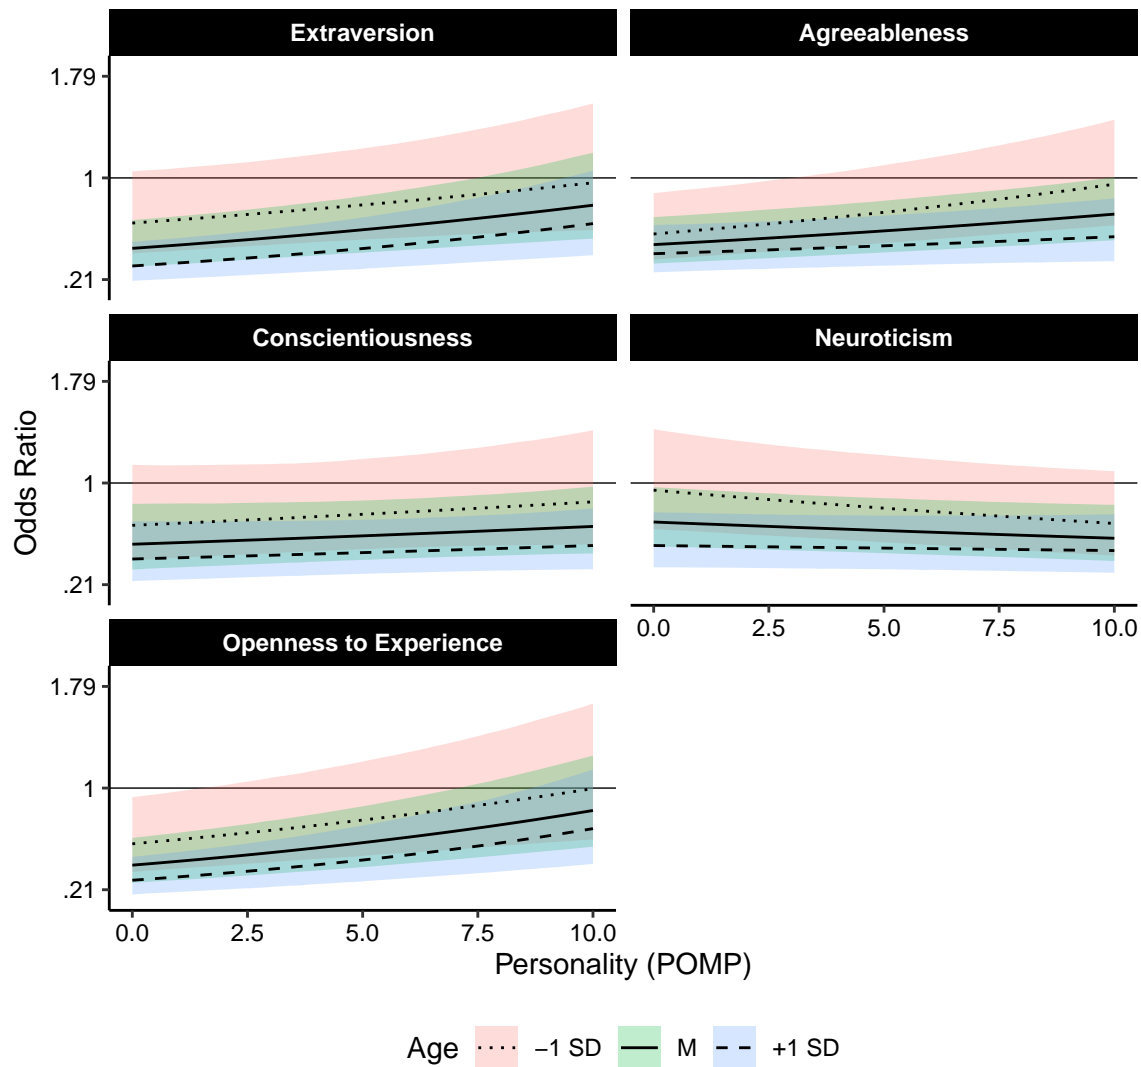 Extraversion
Agreeableness
1.79
1
.21
Conscientiousness
Neuroticism
1.79
1
.21
0.0 2.5 5.0 7.5 10.0
Openness to Experience
1.79
1
.21
0.0 2.5 5.0 7.5 10.0
Odds Ratio
Personality (POMP)
Age −1 SD M +1 SD